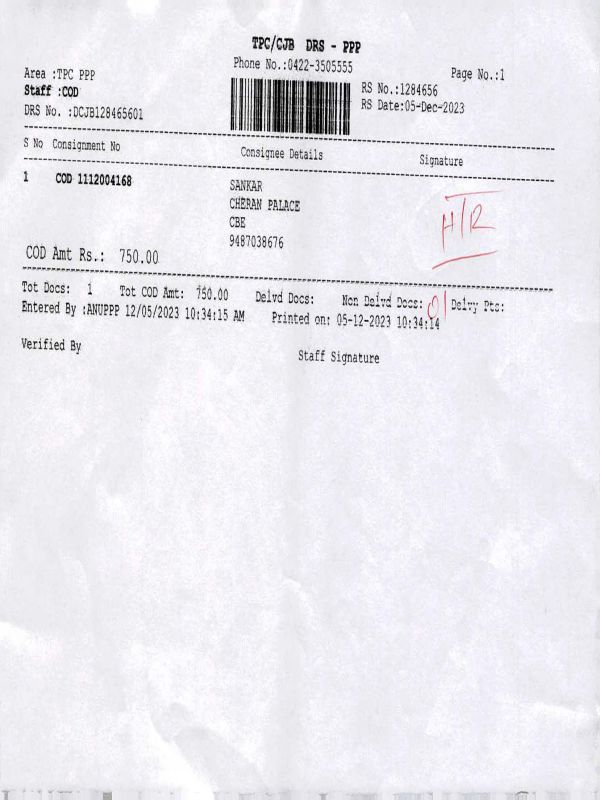 TPC/CJB DRS - PPP
Phone No.:0422-3505555
Area :TPC PPP
Page No.:1
Staff :COD
RS No.:1284656
DRS No. :DCJB128465601
RS Date:05-Dec-2023
S No Consignment No Consignee Details Signature
1 COD 1112004168 SANKAR
CHERAN PALACE
CBE
9487038676
HTR
COD Amt Rs.: 750.00
Tot Docs: 1 Tot COD Amt: 750.00 Delvd Docs: Non Delvd Docs: 01 Delvy Pts:
Entered By :ANUPPP 12/05/2023 10:34:15 AM Printed on: 05-12-2023 10:34:14
Verified By Staff Signature